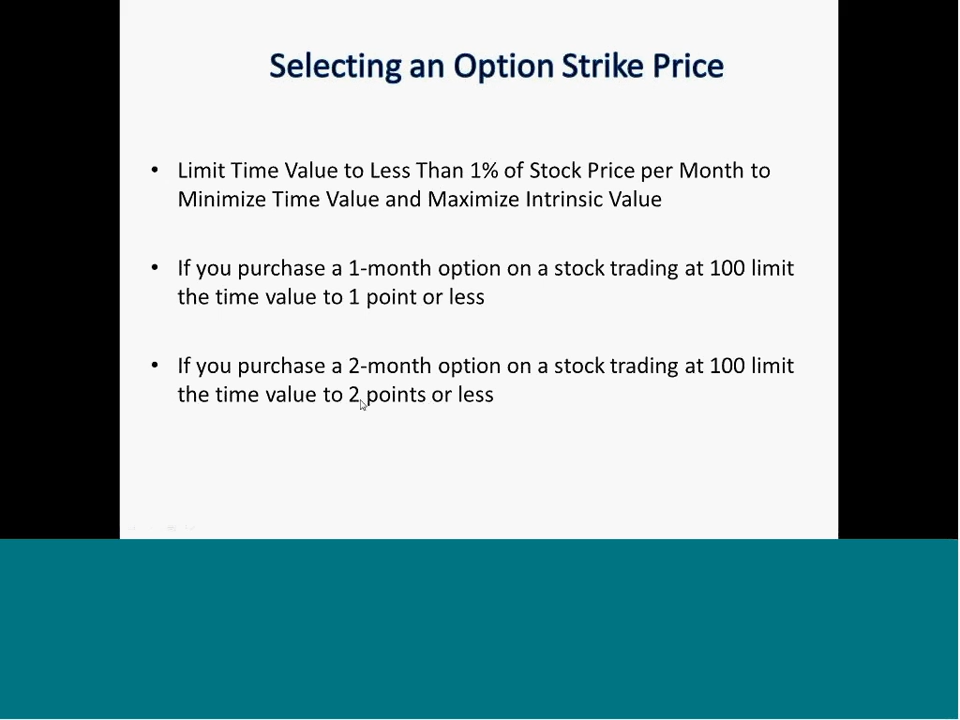 Selecting an Option Strike Price
• Limit Time Value to Less Than 1% of Stock Price per Month to
Minimize Time Value and Maximize Intrinsic Value
• If you purchase a 1-month option on a stock trading at 100 limit
the time value to 1 point or less
• If you purchase a 2-month option on a stock trading at 100 limit
the time value to 2 points or less